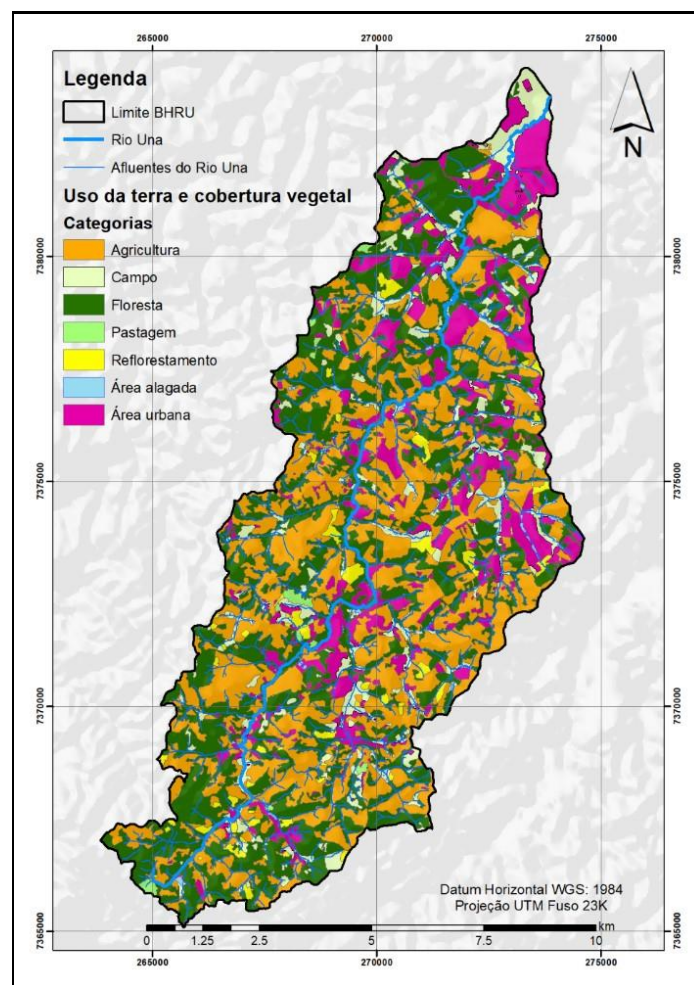 265000 270000 275000
Legenda
Limite BHRU
Rio Una
Afluentes do Rio Una
Uso da terra e cobertura vegetal
Categorias
Agricultura
Campo
Floresta
Pastagem
Reflorestamento
Área alagada
Área urbana
N
7380000 7380000
7375000 7375000
7370000 7370000
7365000 7365000
Datum Horizontal WGS: 1984
Projeção UTM Fuso 23K
km
0 1.25 2.5 5 7.5 10
265000 270000 275000